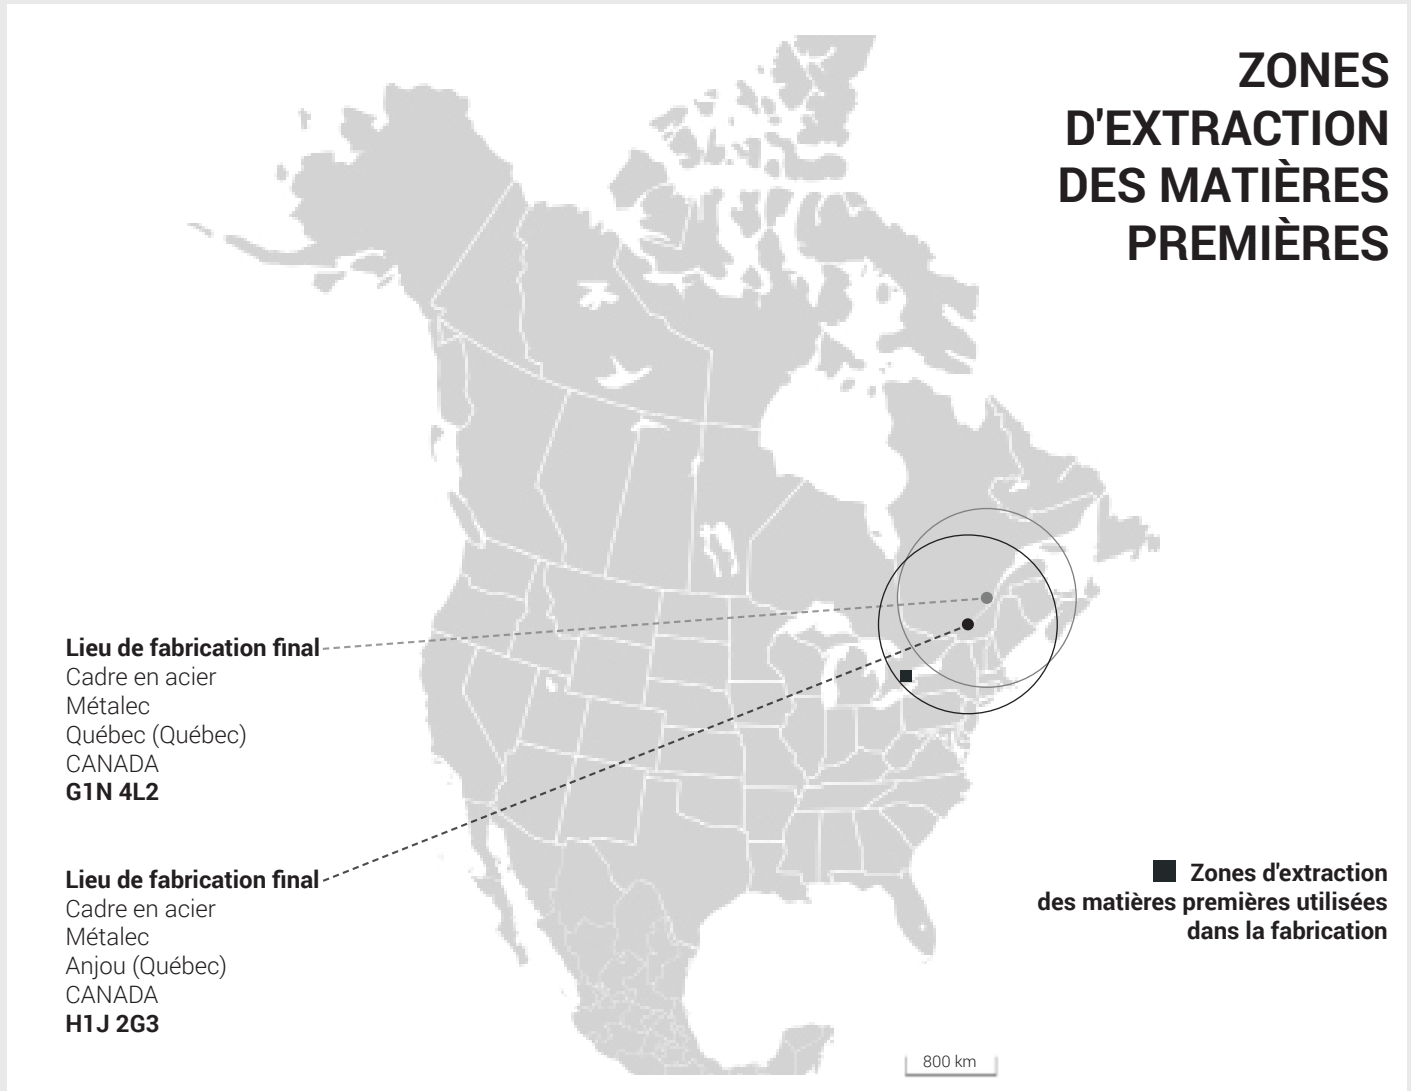 ZONES
D'EXTRACTION
DES MATIÈRES
PREMIÈRES
Lieu de fabrication final
Cadre en acier
Métalec
Québec (Québec)
CANADA
G1N 4L2
Lieu de fabrication final
Cadre en acier
Métalec
Anjou (Québec)
CANADA
H1J 2G3
Zones d'extraction
des matières premières utilisées
dans la fabrication
800 km